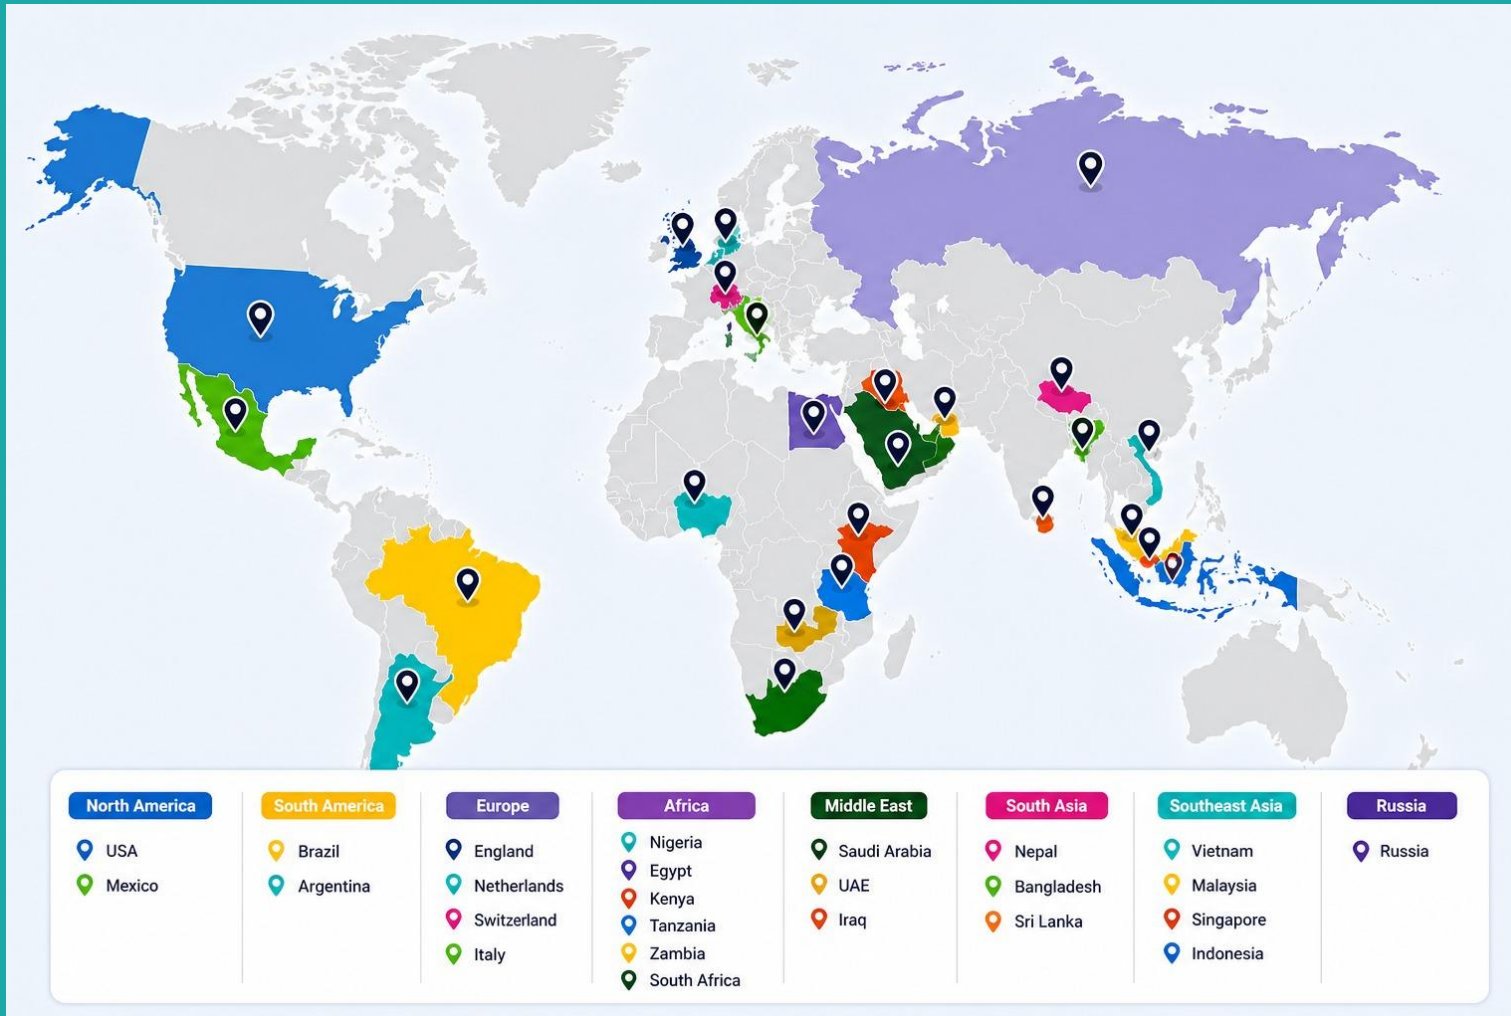 North America
USA
Mexico
South America
Brazil
Argentina
Europe
England
Netherlands
Switzerland
Italy
Africa
Nigeria
Egypt
Kenya
Tanzania
Zambia
South Africa
Middle East
Saudi Arabia
UAE
Iraq
South Asia
Nepal
Bangladesh
Sri Lanka
Southeast Asia
Vietnam
Malaysia
Singapore
Indonesia
Russia
Russia